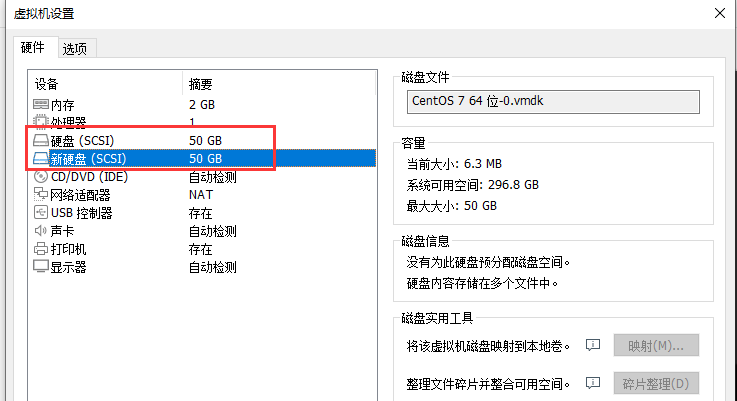 虚拟机设置
硬件
选项
设备 摘要
内存 2 GB
处理器 1
硬盘 (SCSI) 50 GB
新硬盘 (SCSI) 50 GB
CD/DVD (IDE) 自动检测
网络适配器 NAT
USB 控制器 存在
声卡 自动检测
打印机 存在
显示器 自动检测
磁盘文件
CentOS 7 64 位-0.vmdk
容量
当前大小: 6.3 MB
系统可用空间: 296.8 GB
最大大小: 50 GB
磁盘信息
没有为此硬盘预分配磁盘空间。
硬盘内容存储在多个文件中。
磁盘实用工具
将该虚拟机磁盘映射到本地卷。 映射(M)...
整理文件碎片并整合可用空间。 碎片整理(D)